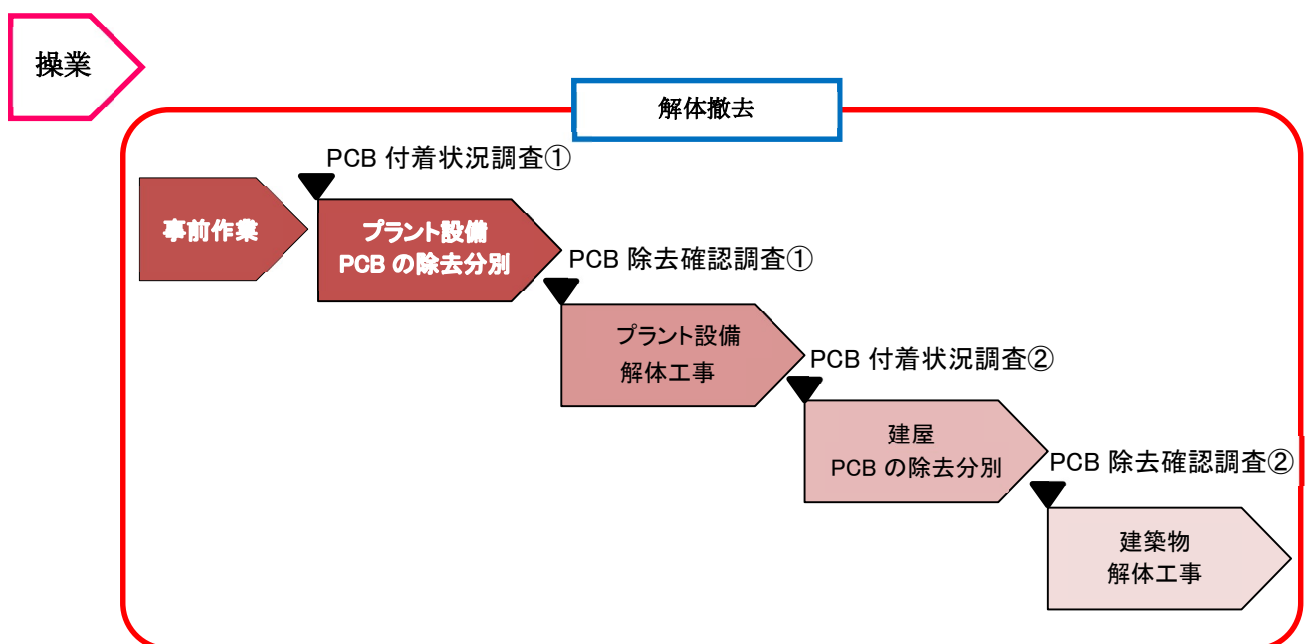 操業
解体撤去
PCB 付着状況調査①
事前作業
プラント設備
PCB の除去分別
PCB 除去確認調査①
プラント設備
解体工事
PCB 付着状況調査②
建屋
PCB の除去分別
PCB 除去確認調査②
建築物
解体工事